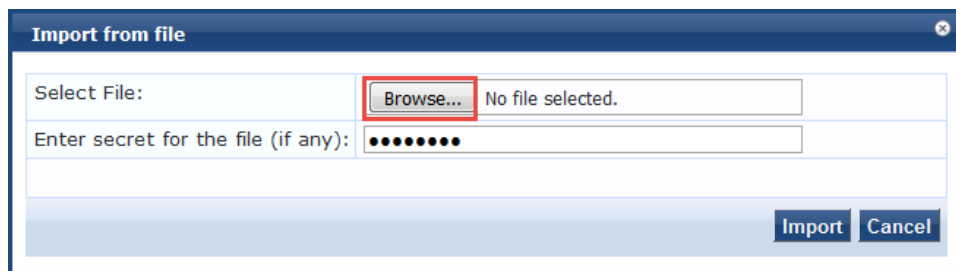 Import from file
Select File: Browse... No file selected.
Enter secret for the file (if any): ●●●●●●●●
Import Cancel